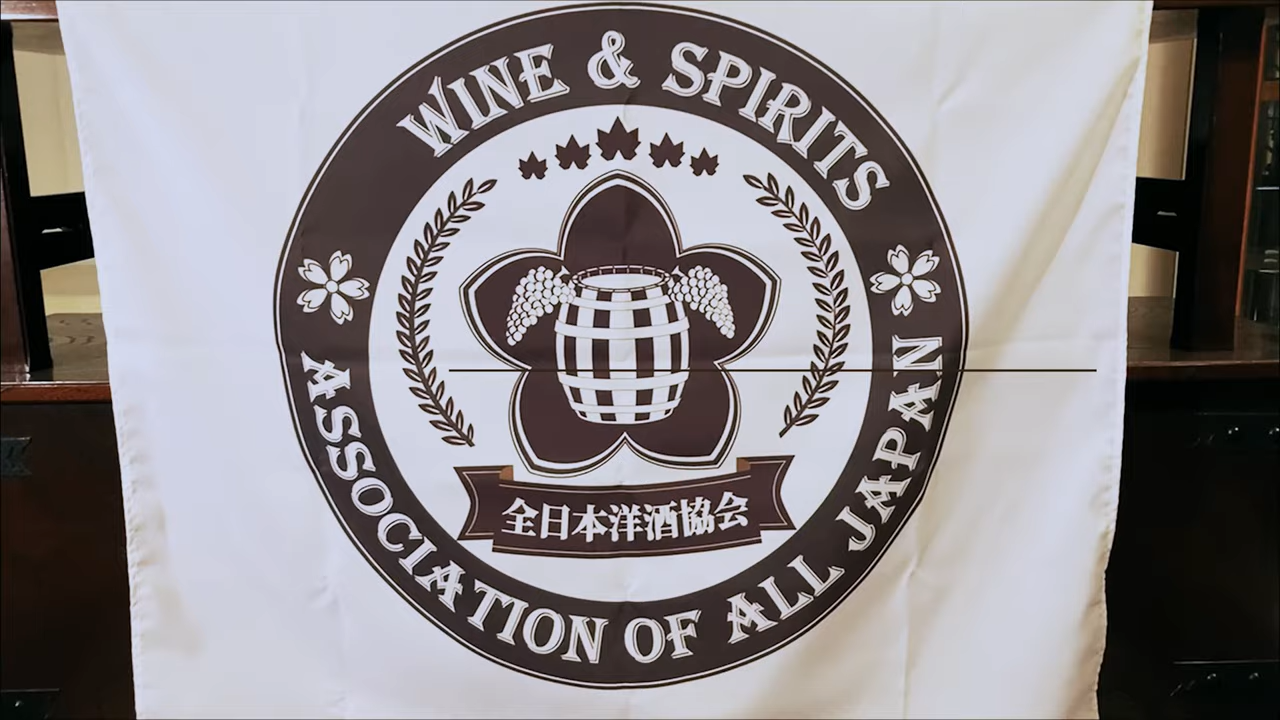 WINE & SPIRITS
ASSOCIATION OF ALL JAPAN
全日本洋酒協会